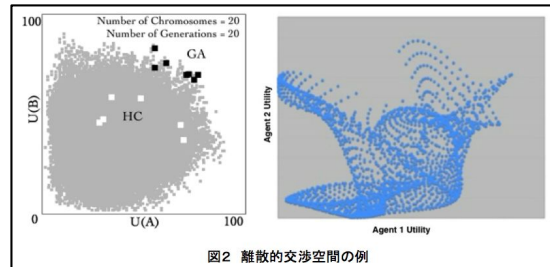 100
Number of Chromosomes = 20
Number of Generations = 20
GA
U(B)
HC
0
U(A)
100
Agent 2 Utility
Agent 1 Utility
図2 離散的交渉空間の例